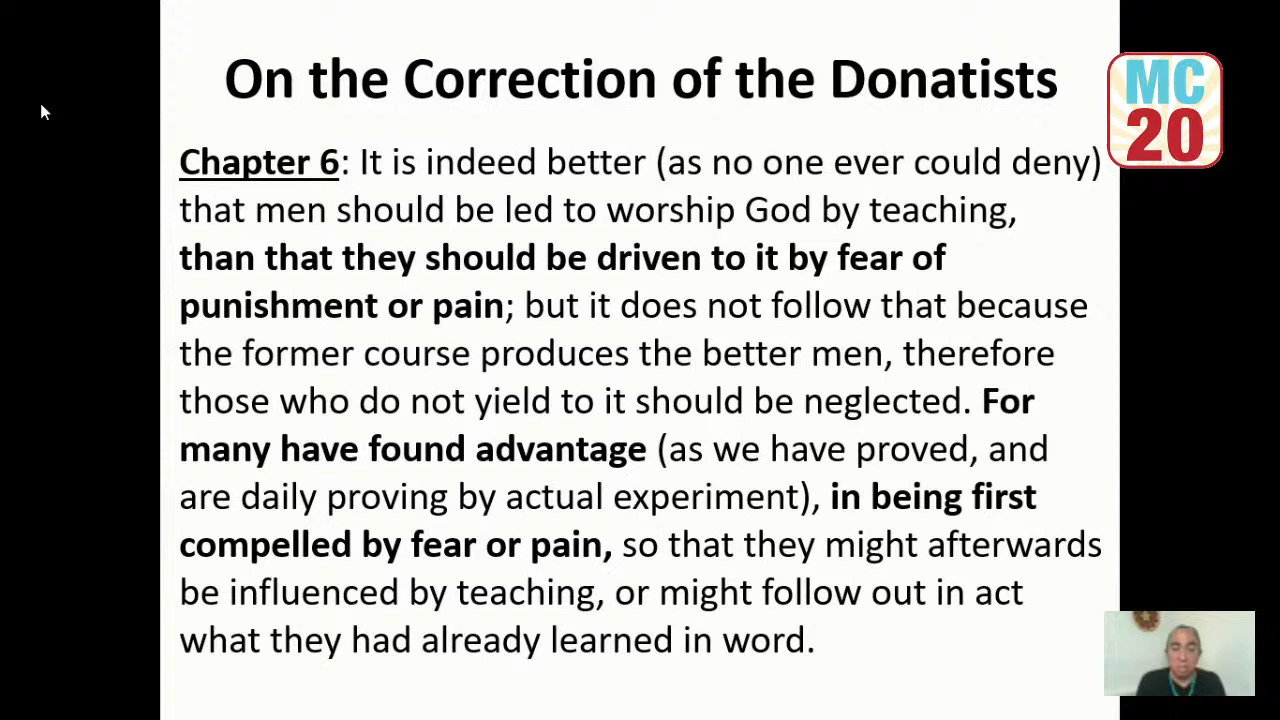 On the Correction of the Donatists
MC
20
Chapter 6: It is indeed better (as no one ever could deny)
that men should be led to worship God by teaching,
than that they should be driven to it by fear of
punishment or pain; but it does not follow that because
the former course produces the better men, therefore
those who do not yield to it should be neglected. For
many have found advantage (as we have proved, and
are daily proving by actual experiment), in being first
compelled by fear or pain, so that they might afterwards
be influenced by teaching, or might follow out in act
what they had already learned in word.